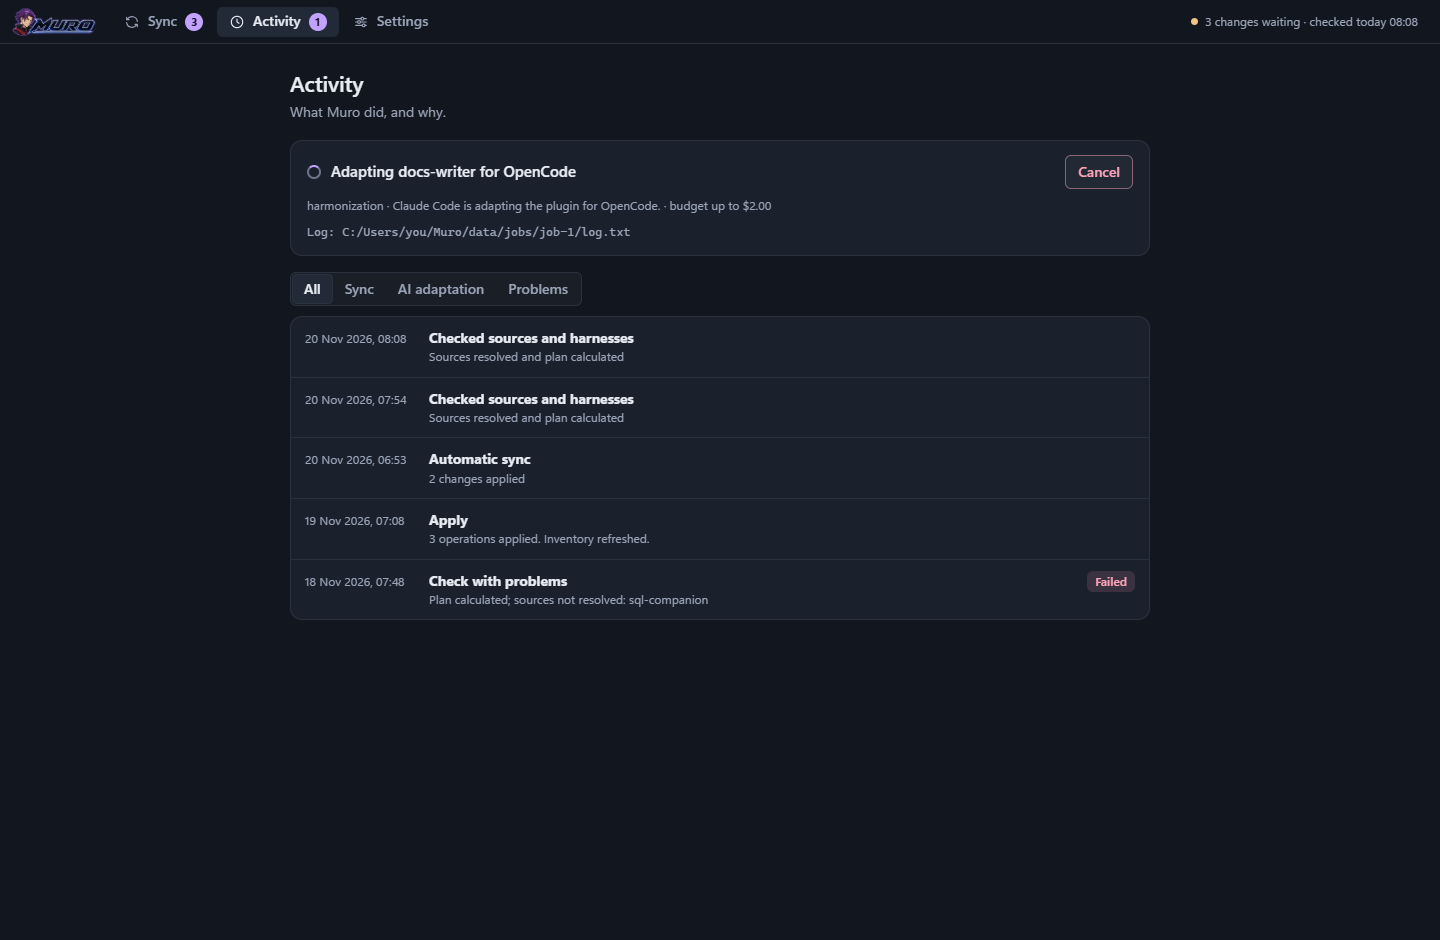 MURO
Sync 3
Activity 1
Settings
3 changes waiting · checked today 08:08
Activity
What Muro did, and why.
Adapting docs-writer for OpenCode
Cancel
harmonization · Claude Code is adapting the plugin for OpenCode. · budget up to $2.00
Log: C:/Users/you/Muro/data/jobs/job-1/log.txt
All
Sync
AI adaptation
Problems
20 Nov 2026, 08:08
Checked sources and harnesses
Sources resolved and plan calculated
20 Nov 2026, 07:54
Checked sources and harnesses
Sources resolved and plan calculated
20 Nov 2026, 06:53
Automatic sync
2 changes applied
19 Nov 2026, 07:08
Apply
3 operations applied. Inventory refreshed.
18 Nov 2026, 07:48
Check with problems
Failed
Plan calculated; sources not resolved: sql-companion